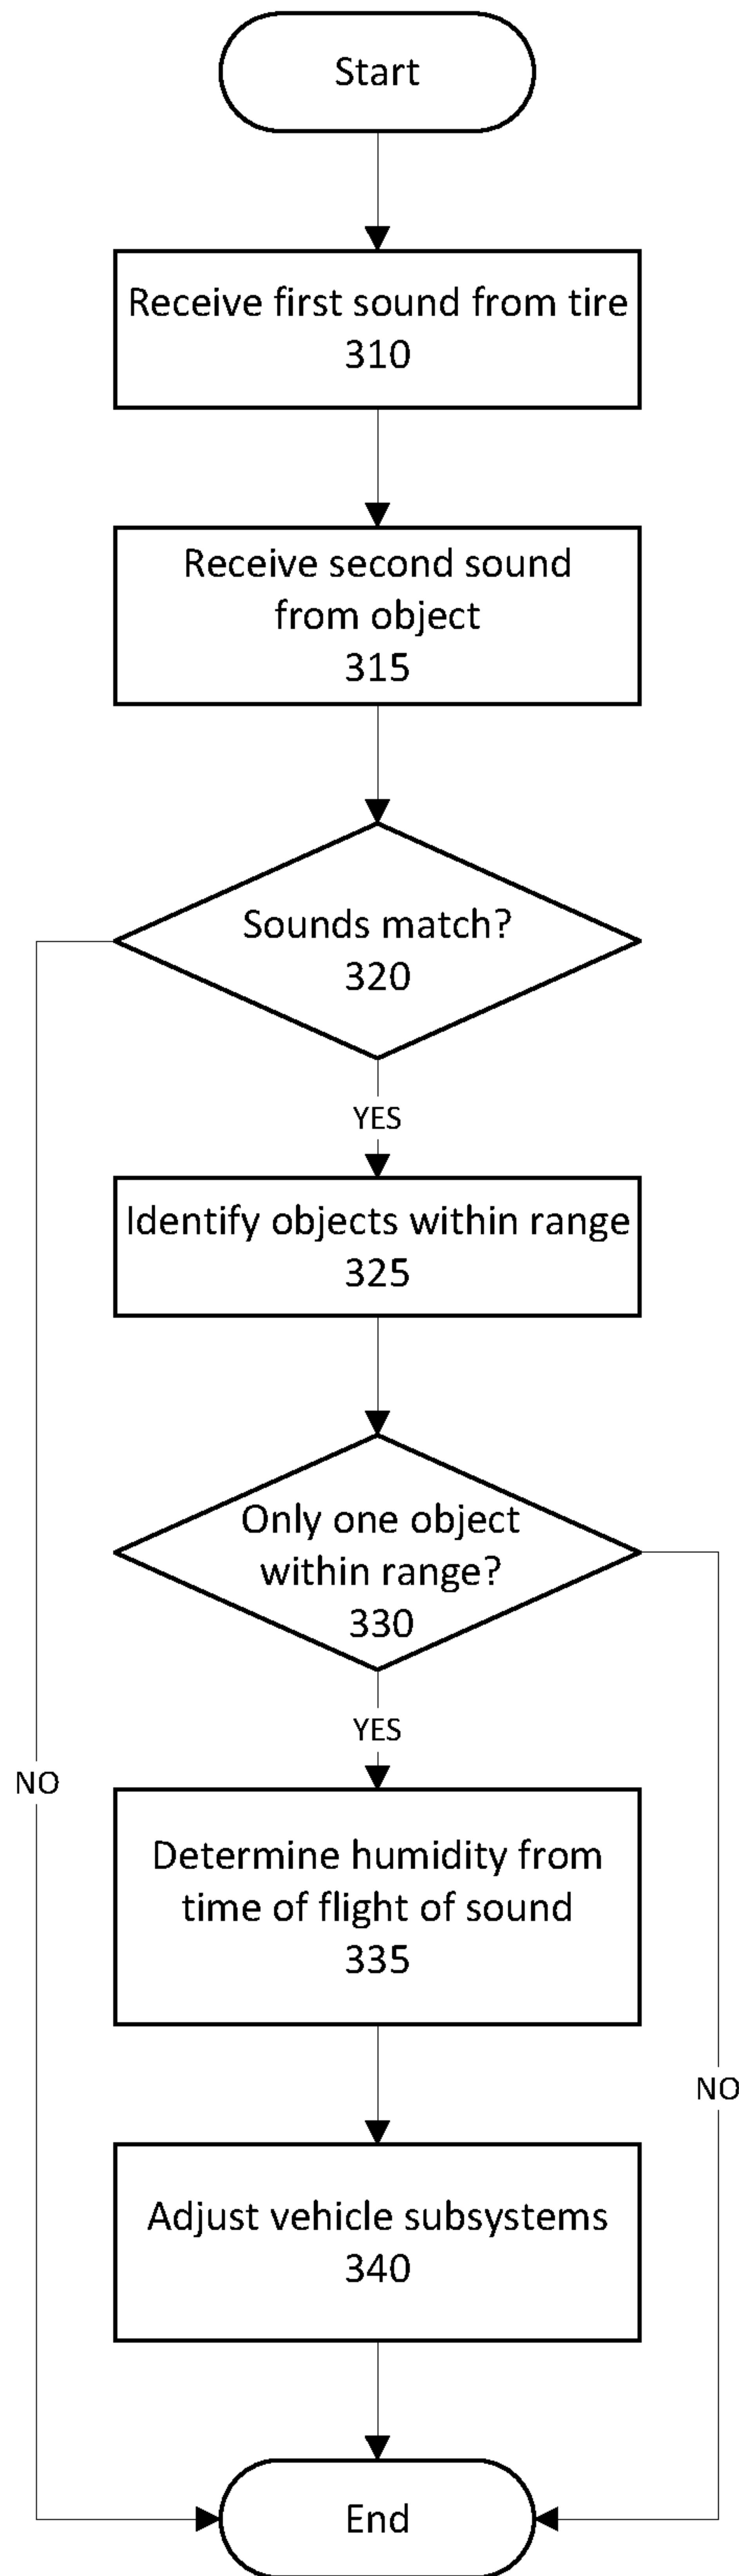 Start
Receive first sound from tire
310
Receive second sound
from object
315
Sounds match?
320
YES
Identify objects within range
325
Only one object
within range?
330
YES
NO
Determine humidity from
time of flight of sound
335
NO
Adjust vehicle subsystems
340
End